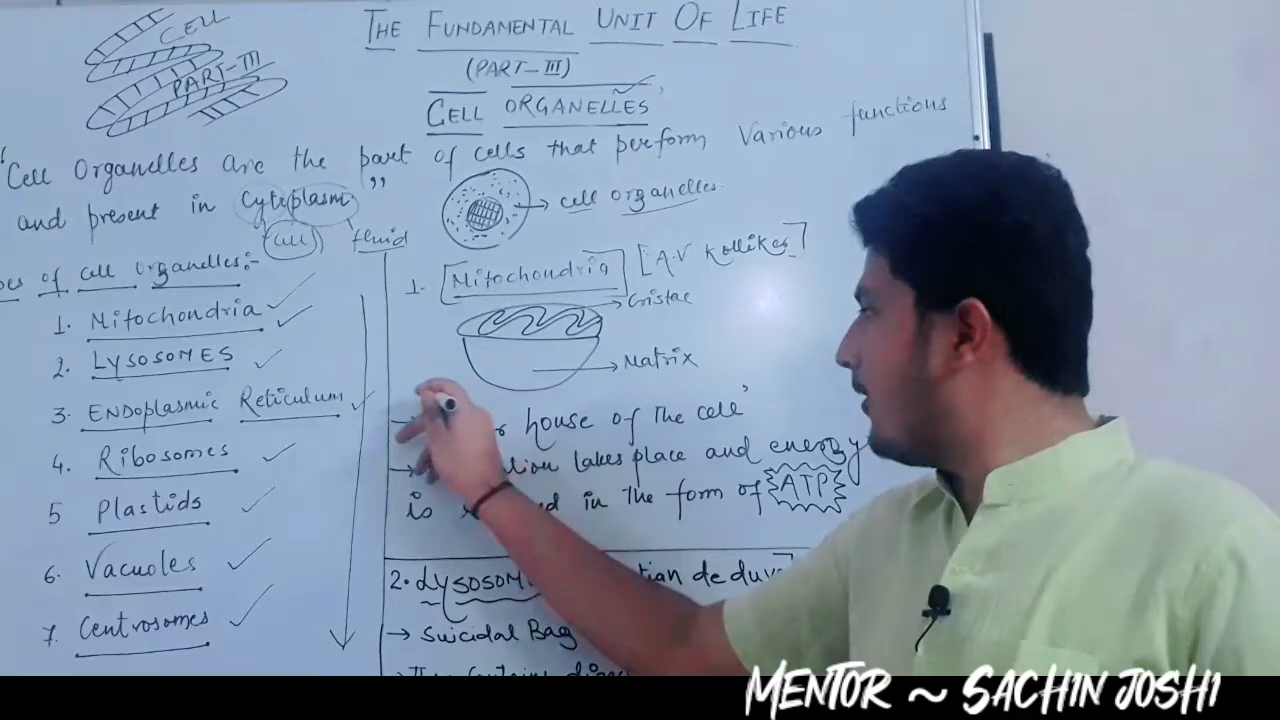 THE FUNDAMENTAL UNIT OF LIFE
(PART-III)
CELL
PART-III
CELL ORGANELLES
"Cell Organelles are the part of cells that perform various functions
and present in Cytoplasm"
cell fluid
cell organelles.
of cell organelles:-
1. Mitochondria
2. LYSOSOMES
3. ENDOplasmic Reticulum
4. Ribosomes
5 Plastids
6. Vacuoles
7. Centrosomes
1. [Mitochondria] [A.V Kolliker]
Cristae
Matrix
house of the cell'
takes place and energy
is in the form of ATP
2. Lysosom
→ Suicidal Bag
MENTOR ~ SACHIN JOSHI